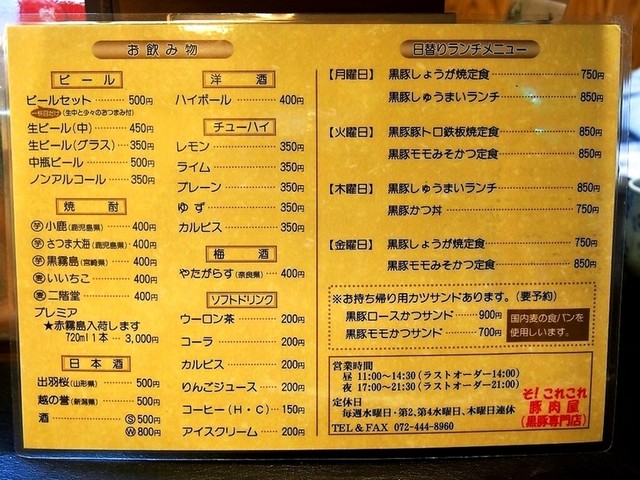 お飲み物
ビール
ビールセット 500円
一杯目だけ (生中と少々のおつまみ付)
生ビール(中) 450円
生ビール(グラス) 350円
中瓶ビール 500円
ノンアルコール 350円
焼酎
芋 小鹿(鹿児島県) 400円
芋 さつま大海(鹿児島県) 400円
芋 黒霧島(宮崎県) 400円
麦 いいちこ 400円
麦 二階堂 400円
プレミア
★赤霧島入荷します
720ml 1本 3,000円
日本酒
出羽桜(山形県) 500円
越の誉(新潟県) 500円
酒 Ⓢ500円
Ⓦ800円
洋酒
ハイボール 400円
チューハイ
レモン 350円
ライム 350円
プレーン 350円
ゆず 350円
カルピス 350円
梅酒
やたがらす(奈良県) 400円
ソフトドリンク
ウーロン茶 200円
コーラ 200円
カルピス 200円
りんごジュース 200円
コーヒー(H・C) 150円
アイスクリーム 200円
日替りランチメニュー
【月曜日】 黒豚しょうが焼定食 750円
黒豚しゅうまいランチ 850円
【火曜日】 黒豚豚トロ鉄板焼定食 850円
黒豚モモみそかつ定食 850円
【木曜日】 黒豚しゅうまいランチ 850円
黒豚かつ丼 750円
【金曜日】 黒豚しょうが焼定食 750円
黒豚モモみそかつ定食 850円
※お持ち帰り用カツサンドあります。(要予約)
黒豚ロースかつサンド 900円
黒豚モモかつサンド 700円
国内麦の食パンを
使用しています。
営業時間
昼 11:00〜14:30(ラストオーダー14:00)
夜 17:00〜21:30(ラストオーダー21:00)
定休日
毎週水曜日・第2、第4水曜日、木曜日連休
TEL & FAX 072-444-8960
そ!これこれ
豚肉屋
(黒豚専門店)